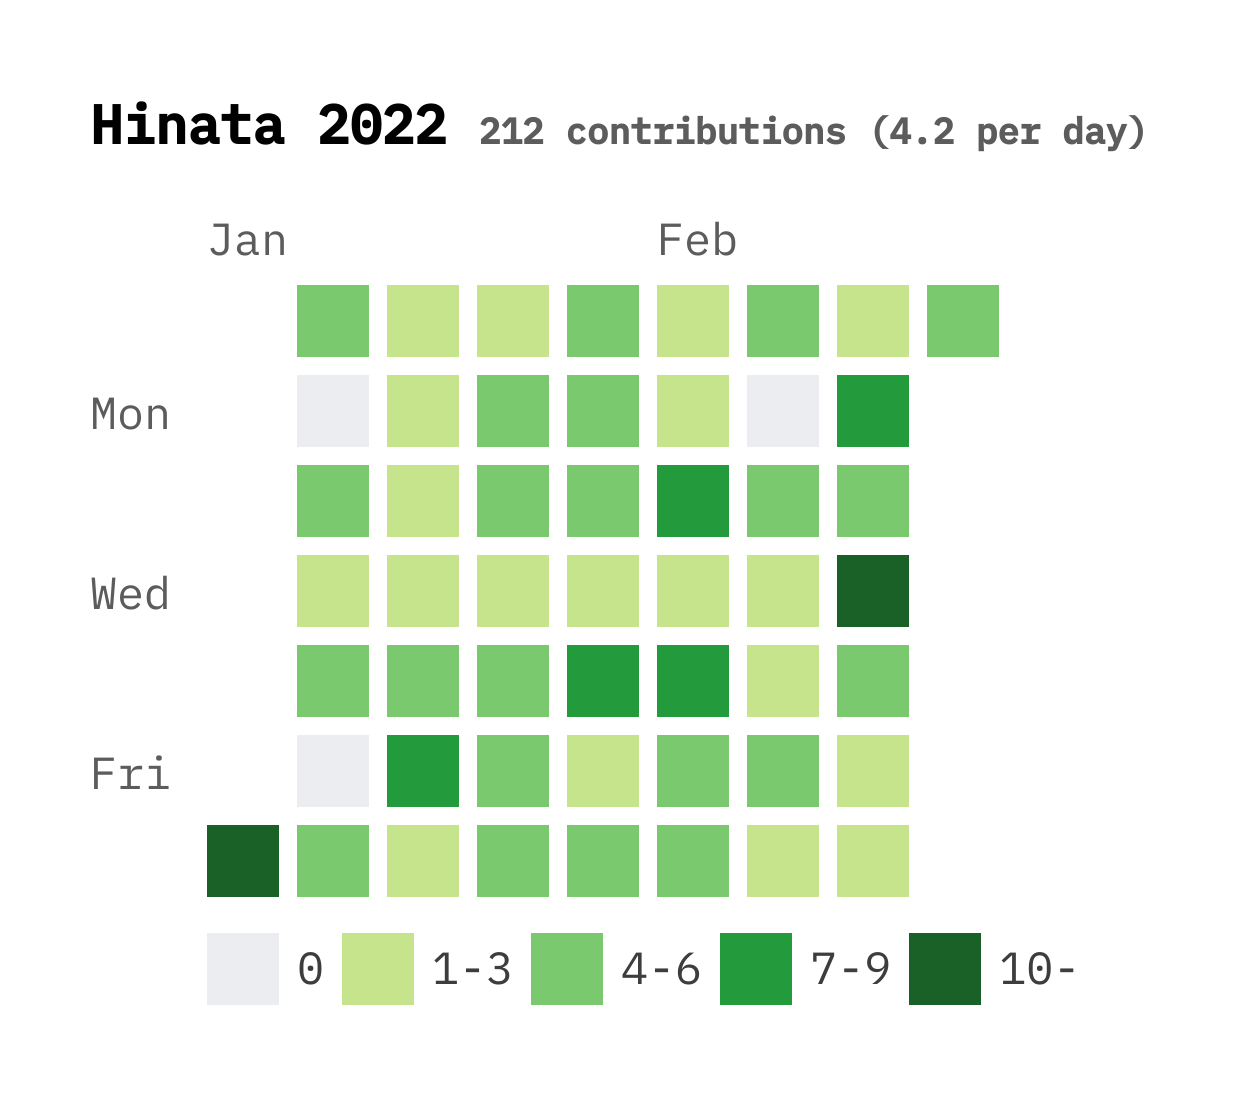 Hinata 2022 212 contributions (4.2 per day)
Jan Feb
Mon
Wed
Fri
0 1-3 4-6 7-9 10-